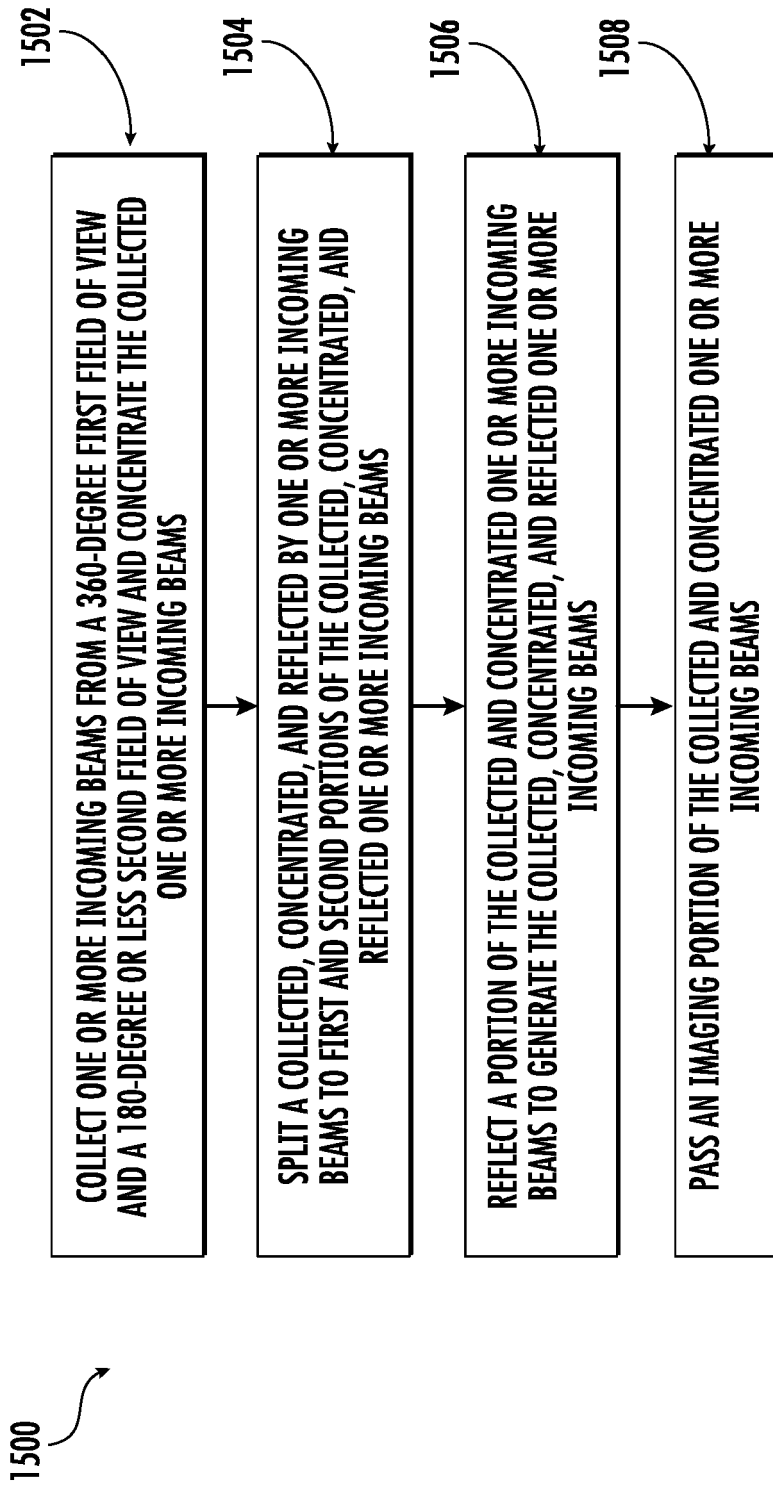 1500
COLLECT ONE OR MORE INCOMING BEAMS FROM A 360-DEGREE FIRST FIELD OF VIEW
AND A 180-DEGREE OR LESS SECOND FIELD OF VIEW AND CONCENTRATE THE COLLECTED
ONE OR MORE INCOMING BEAMS
1502
SPLIT A COLLECTED, CONCENTRATED, AND REFLECTED BY ONE OR MORE INCOMING
BEAMS TO FIRST AND SECOND PORTIONS OF THE COLLECTED, CONCENTRATED, AND
REFLECTED ONE OR MORE INCOMING BEAMS
1504
REFLECT A PORTION OF THE COLLECTED AND CONCENTRATED ONE OR MORE INCOMING
BEAMS TO GENERATE THE COLLECTED, CONCENTRATED, AND REFLECTED ONE OR MORE
INCOMING BEAMS
1506
PASS AN IMAGING PORTION OF THE COLLECTED AND CONCENTRATED ONE OR MORE
INCOMING BEAMS
1508